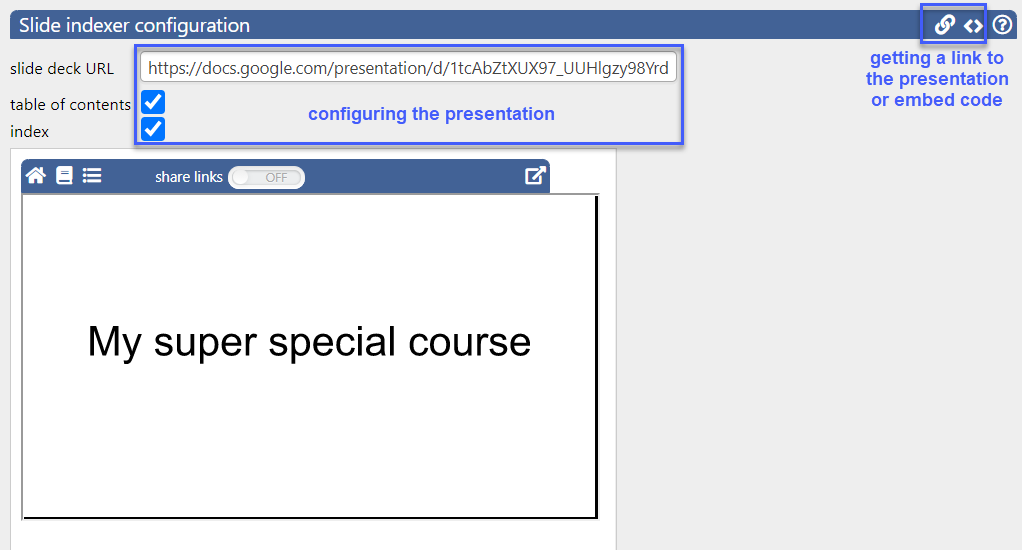 Slide indexer configuration
getting a link to
the presentation
or embed code
slide deck URL https://docs.google.com/presentation/d/1tcAbZtXUX97_UUHlgzy98Yrd
table of contents
index
configuring the presentation
share links OFF
My super special course